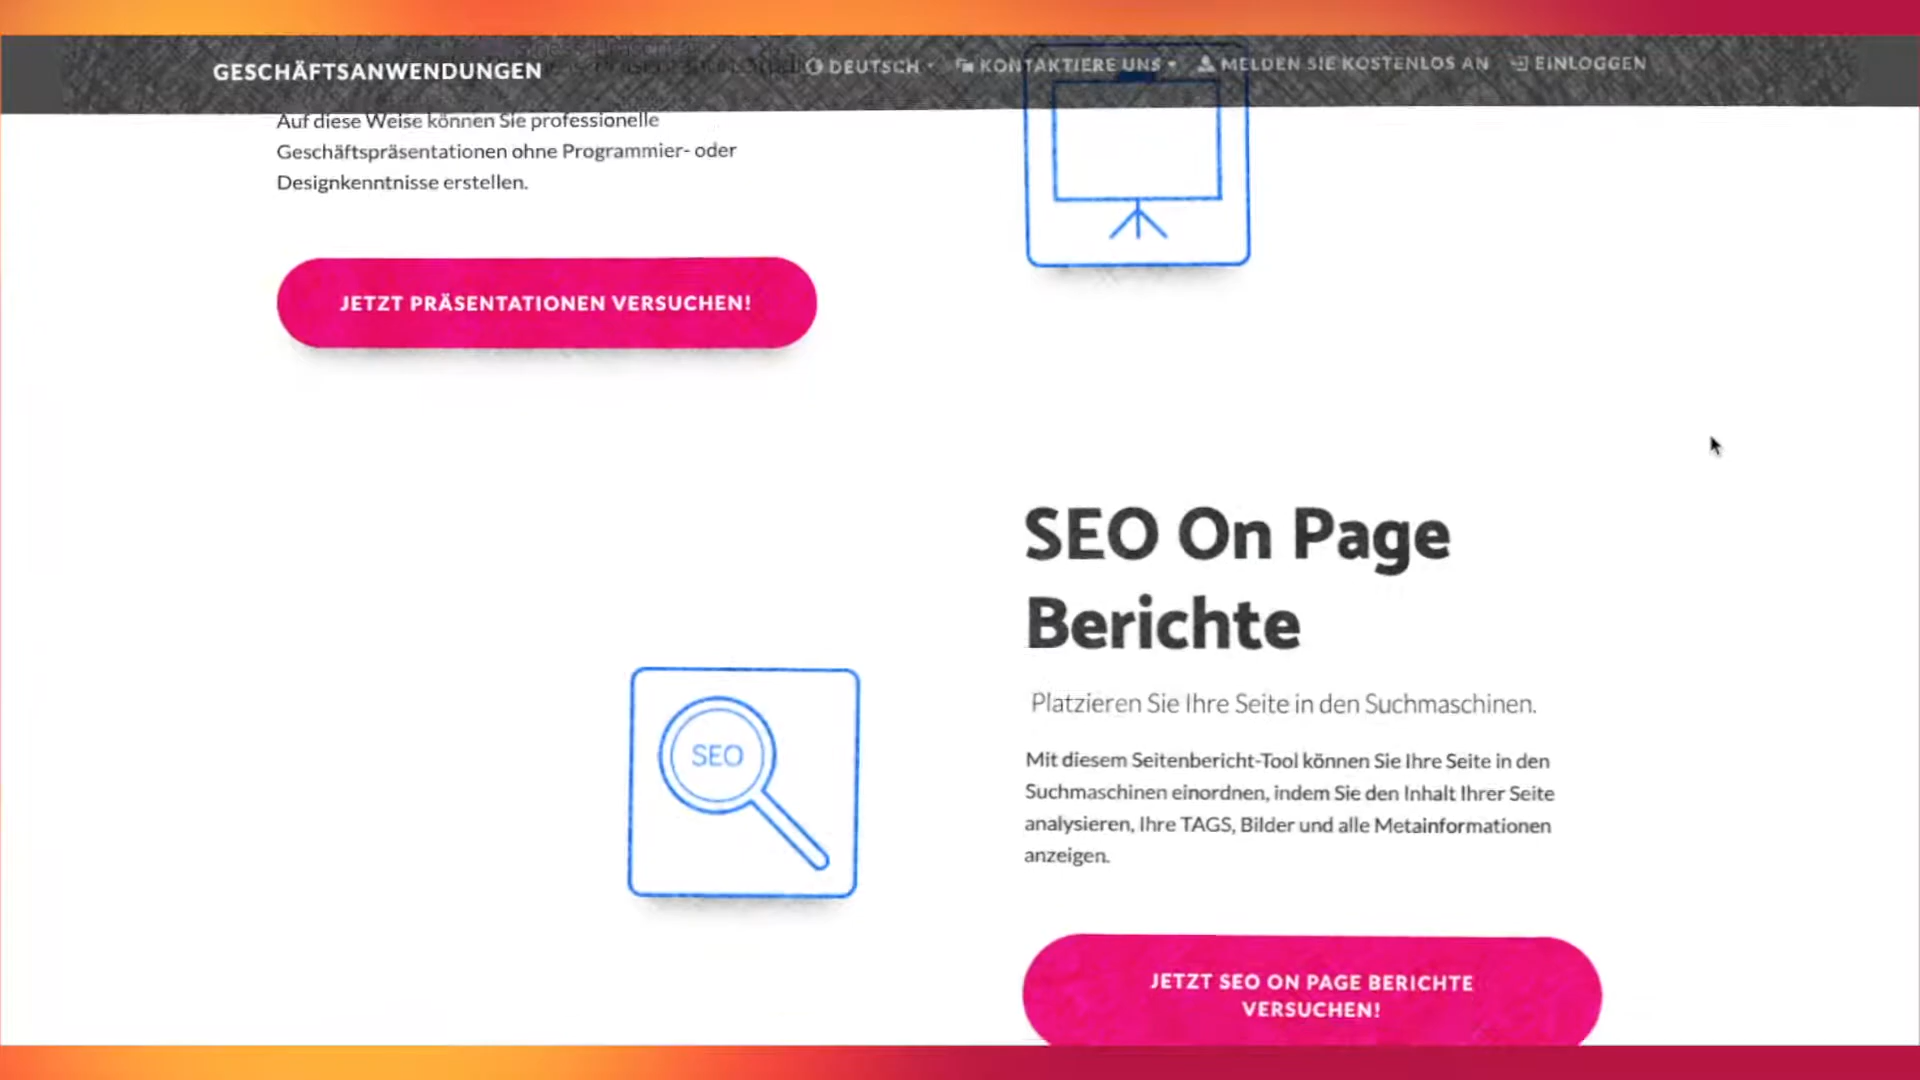 GESCHÄFTSANWENDUNGEN
DEUTSCH
KONTAKTIERE UNS
MELDEN SIE KOSTENLOS AN
EINLOGGEN
Auf diese Weise können Sie professionelle
Geschäftspräsentationen ohne Programmier- oder
Designkenntnisse erstellen.
JETZT PRÄSENTATIONEN VERSUCHEN!
SEO On Page
Berichte
Platzieren Sie Ihre Seite in den Suchmaschinen.
Mit diesem Seitenbericht-Tool können Sie Ihre Seite in den
Suchmaschinen einordnen, indem Sie den Inhalt Ihrer Seite
analysieren, Ihre TAGS, Bilder und alle Metainformationen
anzeigen.
SEO
JETZT SEO ON PAGE BERICHTE
VERSUCHEN!